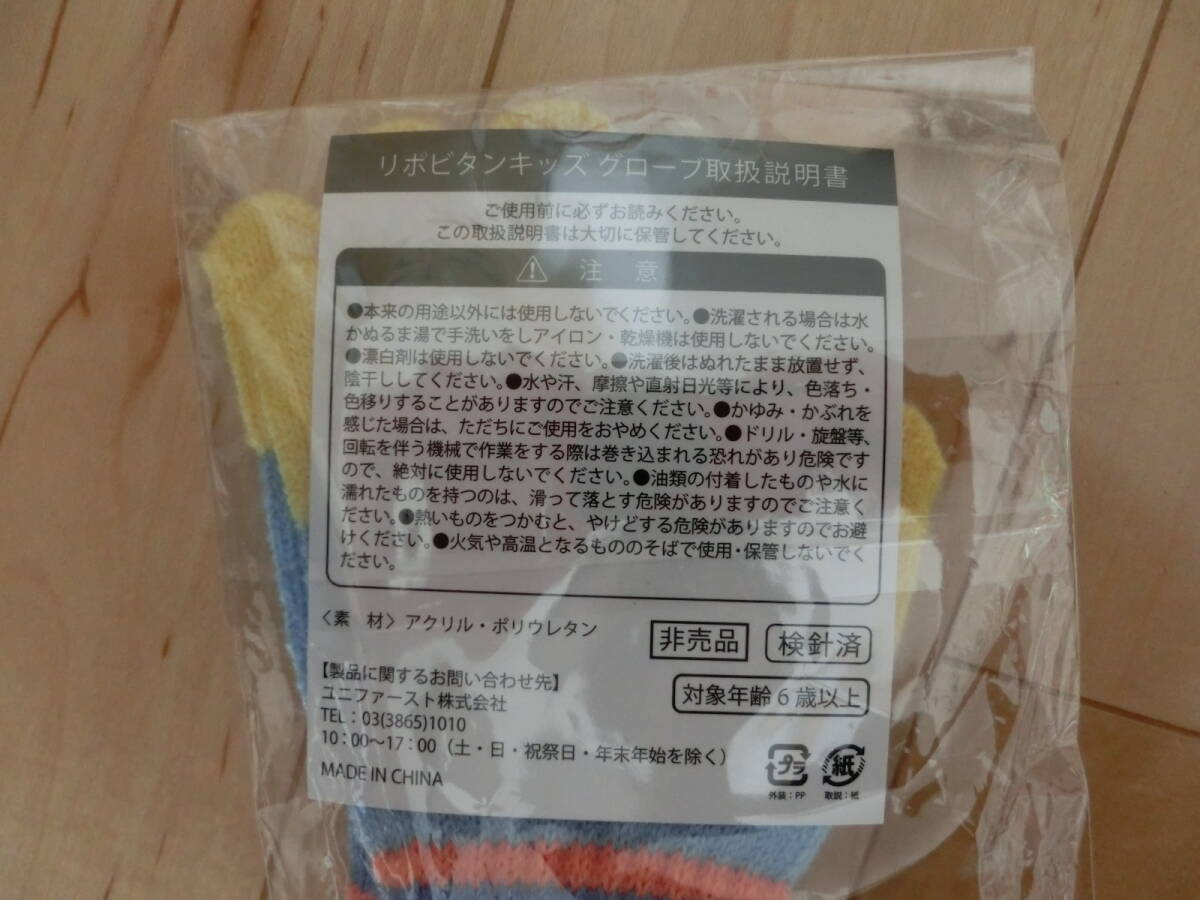 リポビタンキッズ グローブ取扱説明書
ご使用前に必ずお読みください。
この取扱説明書は大切に保管してください。
注 意
●本来の用途以外には使用しないでください。●洗濯される場合は水
かぬるま湯で手洗いをしアイロン・乾燥機は使用しないでください。
●漂白剤は使用しないでください。●洗濯後はぬれたまま放置せず、
陰干ししてください。●水や汗、摩擦や直射日光等により、色落ち・
色移りすることがありますのでご注意ください。●かゆみ・かぶれを
感じた場合は、ただちにご使用をおやめください。●ドリル・旋盤等、
回転を伴う機械で作業をする際は巻き込まれる恐れがあり危険です
ので、絶対に使用しないでください。●油類の付着したものや水に
濡れたものを持つのは、滑って落とす危険がありますのでご注意く
ださい。●熱いものをつかむと、やけどする危険がありますのでお避
けください。●火気や高温となるもののそばで使用・保管しないでく
ださい。
〈素 材〉アクリル・ポリウレタン
非売品 検針済
【製品に関するお問い合わせ先】
ユニファースト株式会社
対象年齢6歳以上
TEL：03(3865)1010
10：00〜17：00（土・日・祝祭日・年末年始を除く）
MADE IN CHINA
プラ 紙
外装：PP 取説：紙